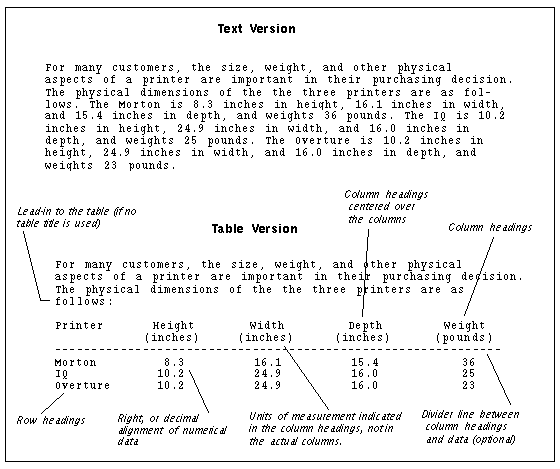 Text Version
For many customers, the size, weight, and other physical
aspects of a printer are important in their purchasing decision.
The physical dimensions of the the three printers are as fol-
lows. The Morton is 8.3 inches in height, 16.1 inches in width,
and 15.4 inches in depth, and weights 36 pounds. The IQ is 10.2
inches in height, 24.9 inches in width, and 16.0 inches in
depth, and weights 25 pounds. The Overture is 10.2 inches in
height, 24.9 inches in width, and 16.0 inches in depth, and
weights 23 pounds.
Lead-in to the table (if no
table title is used)
Table Version
Column headings
centered over
the columns
Column headings
For many customers, the size, weight, and other physical
aspects of a printer are important in their purchasing decision.
The physical dimensions of the the three printers are as
follows:
Printer Height Width Depth Weight
(inches) (inches) (inches) (pounds)
Morton 8.3 16.1 15.4 36
IQ 10.2 24.9 16.0 25
Overture 10.2 24.9 16.0 23
Row headings
Right, or decimal
alignment of numerical
data
Units of measurement indicated
in the column headings, not in
the actual columns.
Divider line between
column headings
and data (optional)